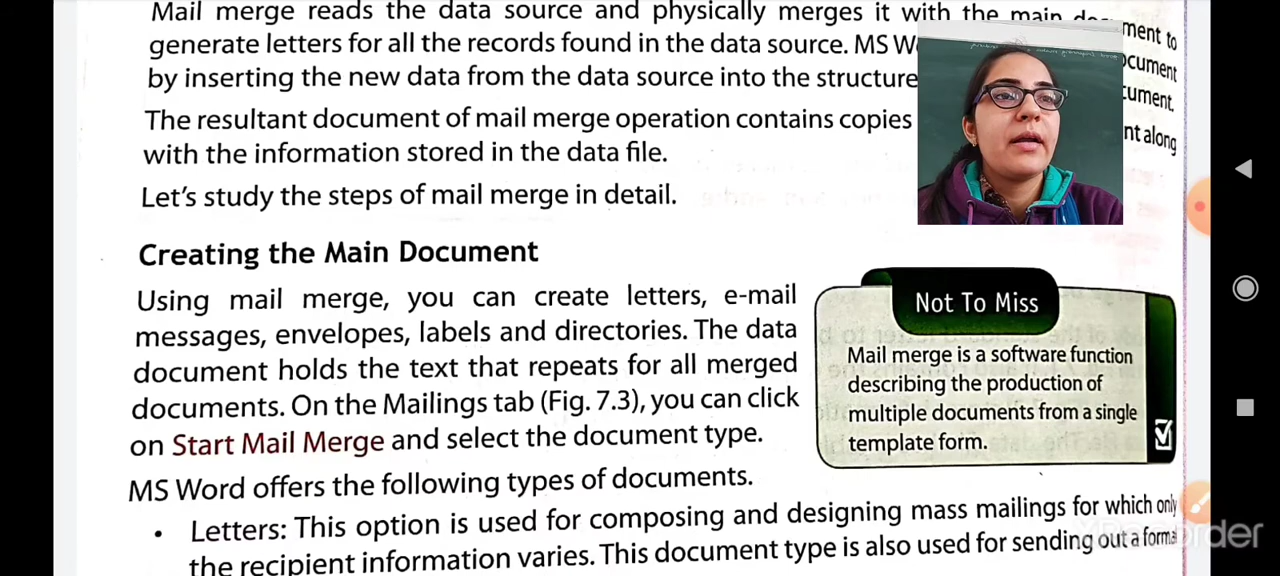 Mail merge reads the data source and physically merges it with the main
ment to
generate letters for all the records found in the data source. MS
ocument
by inserting the new data from the data source into the structure
cument.
The resultant document of mail merge operation contains copies
nt along
with the information stored in the data file.
Let's study the steps of mail merge in detail.
Creating the Main Document
Using mail merge, you can create letters, e-mail
messages, envelopes, labels and directories. The data
document holds the text that repeats for all merged
documents. On the Mailings tab (Fig. 7.3), you can click
on Start Mail Merge and select the document type.
Not To Miss
Mail merge is a software function
describing the production of
multiple documents from a single
template form.
MS Word offers the following types of documents.
• Letters: This option is used for composing and designing mass mailings for which only
the recipient information varies. This document type is also used for sending out a forma